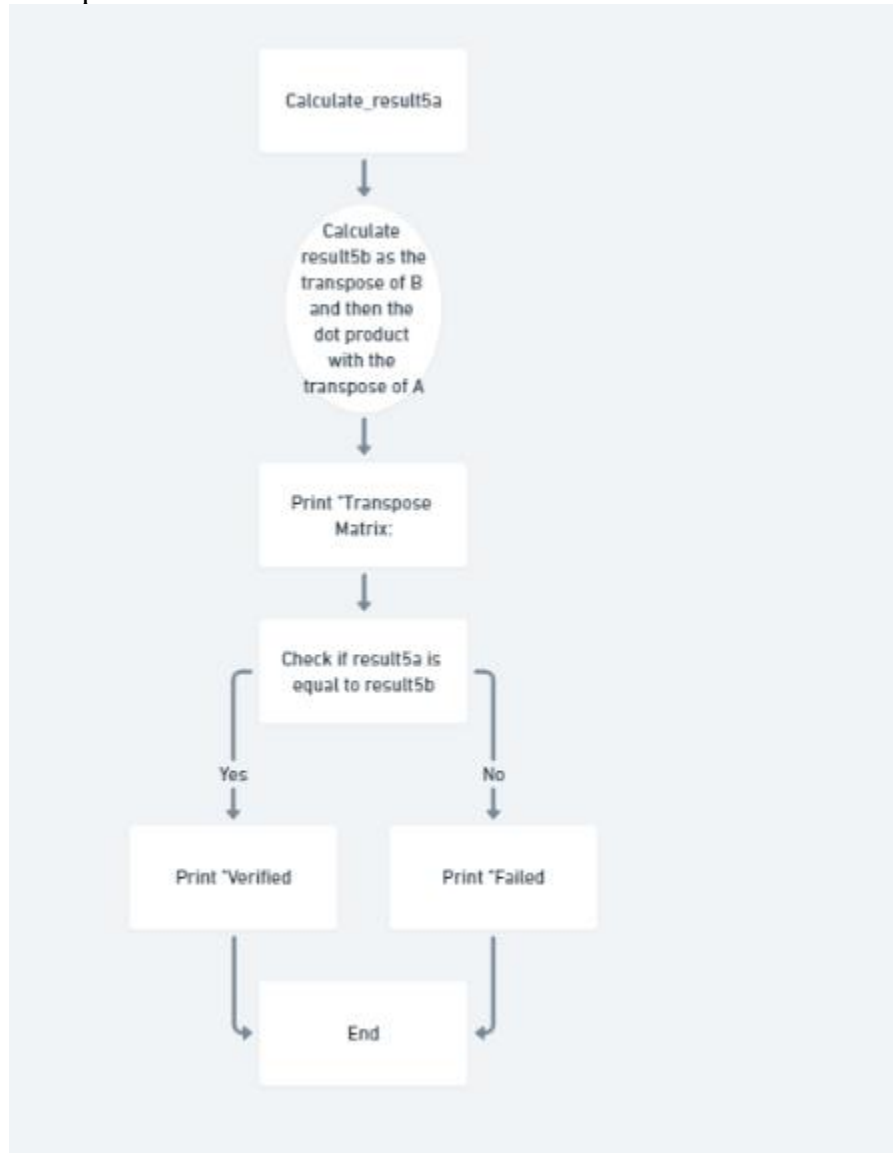 Calculate_result5a
Calculate
result5b as the
transpose of B
and then the
dot product
with the
transpose of A
Print "Transpose
Matrix:
Check if result5a is
equal to result5b
Yes
No
Print "Verified
Print "Failed
End